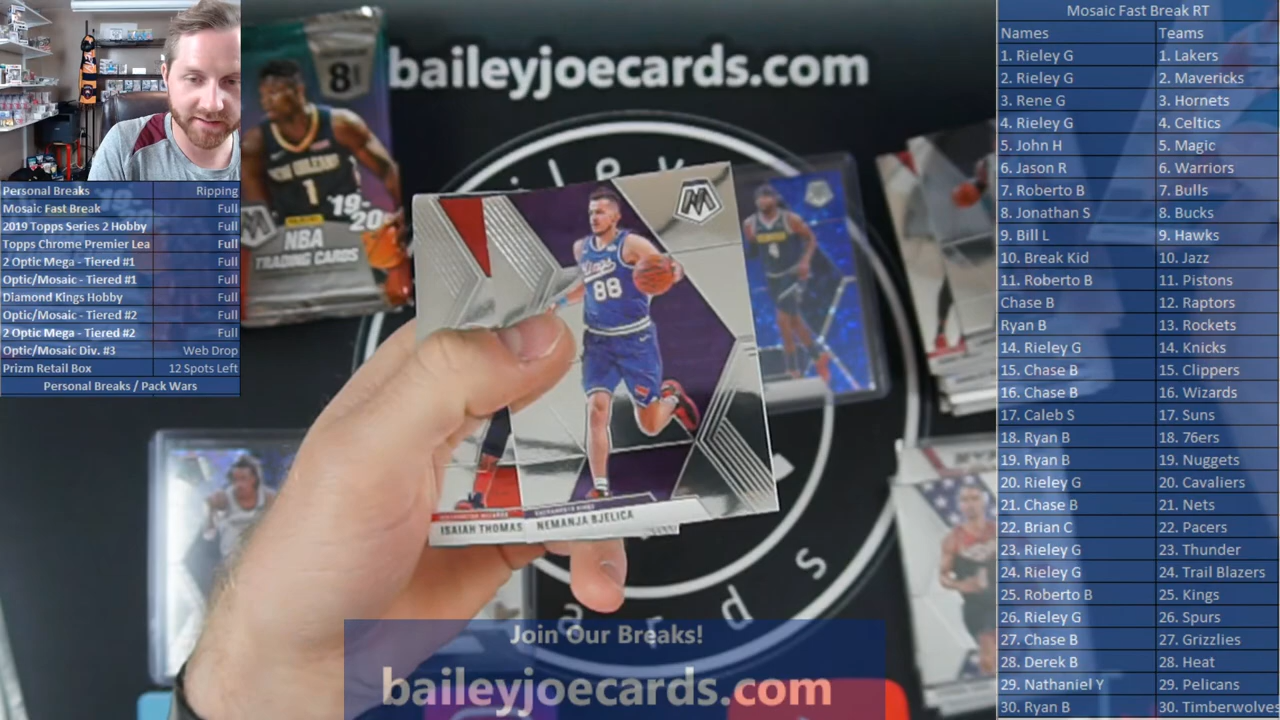 Personal Breaks Ripping
Mosaic Fast Break Full
2019 Topps Series 2 Hobby Full
Topps Chrome Premier Lea Full
2 Optic Mega - Tiered #1 Full
Optic/Mosaic - Tiered #1 Full
Diamond Kings Hobby Full
Optic/Mosaic - Tiered #2 Full
2 Optic Mega - Tiered #2 Full
Optic/Mosaic Div. #3 Web Drop
Prizm Retail Box 12 Spots Left
Personal Breaks / Pack Wars
baileyjoecards.com
8
NEW ORLEANS
1
19-20
PANINI
NBA
TRADING CARDS
Kings
88
WASHINGTON WIZARDS
ISAIAH THOMAS
SACRAMENTO KINGS
NEMANJA BJELICA
4
Join Our Breaks!
baileyjoecards.com
Mosaic Fast Break RT
Names Teams
1. Rieley G 1. Lakers
2. Rieley G 2. Mavericks
3. Rene G 3. Hornets
4. Rieley G 4. Celtics
5. John H 5. Magic
6. Jason R 6. Warriors
7. Roberto B 7. Bulls
8. Jonathan S 8. Bucks
9. Bill L 9. Hawks
10. Break Kid 10. Jazz
11. Roberto B 11. Pistons
Chase B 12. Raptors
Ryan B 13. Rockets
14. Rieley G 14. Knicks
15. Chase B 15. Clippers
16. Chase B 16. Wizards
17. Caleb S 17. Suns
18. Ryan B 18. 76ers
19. Ryan B 19. Nuggets
20. Rieley G 20. Cavaliers
21. Chase B 21. Nets
22. Brian C 22. Pacers
23. Rieley G 23. Thunder
24. Rieley G 24. Trail Blazers
25. Roberto B 25. Kings
26. Rieley G 26. Spurs
27. Chase B 27. Grizzlies
28. Derek B 28. Heat
29. Nathaniel Y 29. Pelicans
30. Ryan B 30. Timberwolves